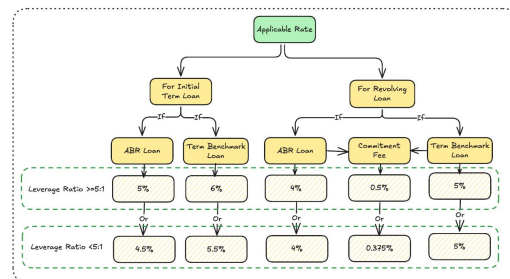 Applicable Rate
For Initial
Term Loan
For Revolving
Loan
If
If
If
If
ABR Loan
Term Benchmark
Loan
ABR Loan
Commitment
Fee
Term Benchmark
Loan
Leverage Ratio >=5:1
5%
6%
4%
0.5%
5%
Or
Or
Or
Or
Or
Leverage Ratio <5:1
4.5%
5.5%
4%
0.375%
5%